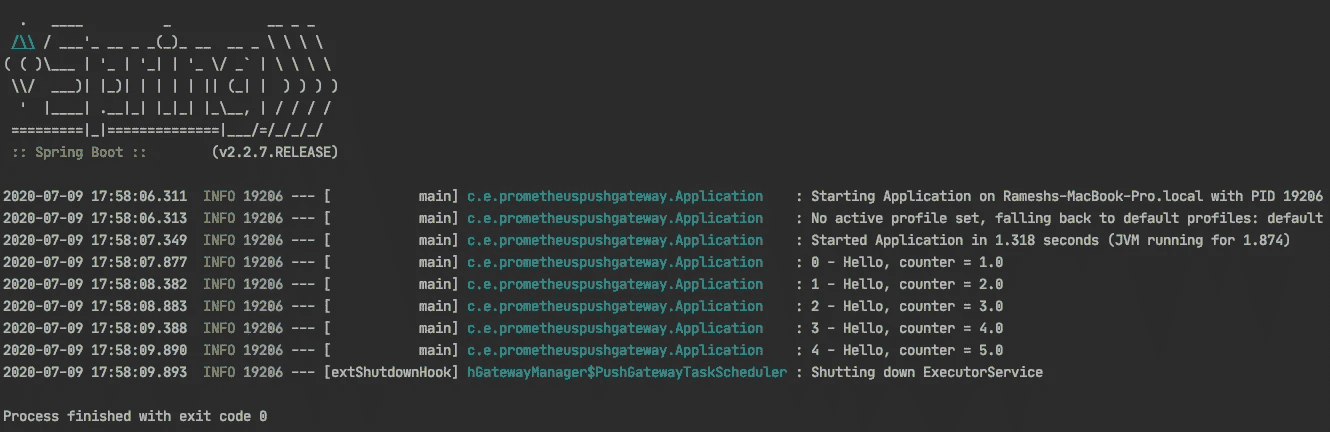 .   ____          _            __ _ _
 /\\ / ___'_ __ _ _(_)_ __  __ _ \ \ \ \
( ( )\___ | '_ | '_| | '_ \/ _` | \ \ \ \
 \\/  ___)| |_)| | | | | || (_| |  ) ) ) )
  '  |____| .__|_| |_|_| |_\__, | / / / /
 =========|_|==============|___/=/_/_/_/
 :: Spring Boot ::        (v2.2.7.RELEASE)
2020-07-09 17:58:06.311  INFO 19206 --- [           main] c.e.prometheuspushgateway.Application    : Starting Application on Rameshs-MacBook-Pro.local with PID 19206
2020-07-09 17:58:06.313  INFO 19206 --- [           main] c.e.prometheuspushgateway.Application    : No active profile set, falling back to default profiles: default
2020-07-09 17:58:07.349  INFO 19206 --- [           main] c.e.prometheuspushgateway.Application    : Started Application in 1.318 seconds (JVM running for 1.874)
2020-07-09 17:58:07.877  INFO 19206 --- [           main] c.e.prometheuspushgateway.Application    : 0 - Hello, counter = 1.0
2020-07-09 17:58:08.382  INFO 19206 --- [           main] c.e.prometheuspushgateway.Application    : 1 - Hello, counter = 2.0
2020-07-09 17:58:08.883  INFO 19206 --- [           main] c.e.prometheuspushgateway.Application    : 2 - Hello, counter = 3.0
2020-07-09 17:58:09.388  INFO 19206 --- [           main] c.e.prometheuspushgateway.Application    : 3 - Hello, counter = 4.0
2020-07-09 17:58:09.890  INFO 19206 --- [           main] c.e.prometheuspushgateway.Application    : 4 - Hello, counter = 5.0
2020-07-09 17:58:09.893  INFO 19206 --- [extShutdownHook] hGatewayManager$PushGatewayTaskScheduler : Shutting down ExecutorService
Process finished with exit code 0